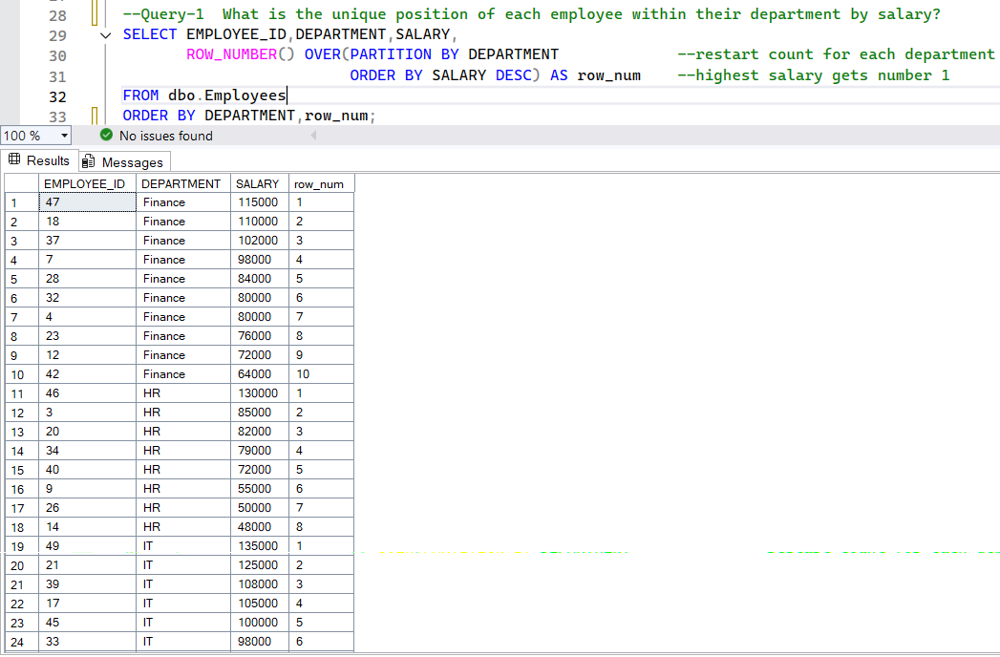 28 --Query-1  What is the unique position of each employee within their department by salary?
29 SELECT EMPLOYEE_ID,DEPARTMENT,SALARY,
30 ROW_NUMBER() OVER(PARTITION BY DEPARTMENT --restart count for each department
31 ORDER BY SALARY DESC) AS row_num --highest salary gets number 1
32 FROM dbo.Employees
33 ORDER BY DEPARTMENT,row_num;
100 % No issues found
Results Messages
EMPLOYEE_ID DEPARTMENT SALARY row_num
1 47 Finance 115000 1
2 18 Finance 110000 2
3 37 Finance 102000 3
4 7 Finance 98000 4
5 28 Finance 84000 5
6 32 Finance 80000 6
7 4 Finance 80000 7
8 23 Finance 76000 8
9 12 Finance 72000 9
10 42 Finance 64000 10
11 46 HR 130000 1
12 3 HR 85000 2
13 20 HR 82000 3
14 34 HR 79000 4
15 40 HR 72000 5
16 9 HR 55000 6
17 26 HR 50000 7
18 14 HR 48000 8
19 49 IT 135000 1
20 21 IT 125000 2
21 39 IT 108000 3
22 17 IT 105000 4
23 45 IT 100000 5
24 33 IT 98000 6